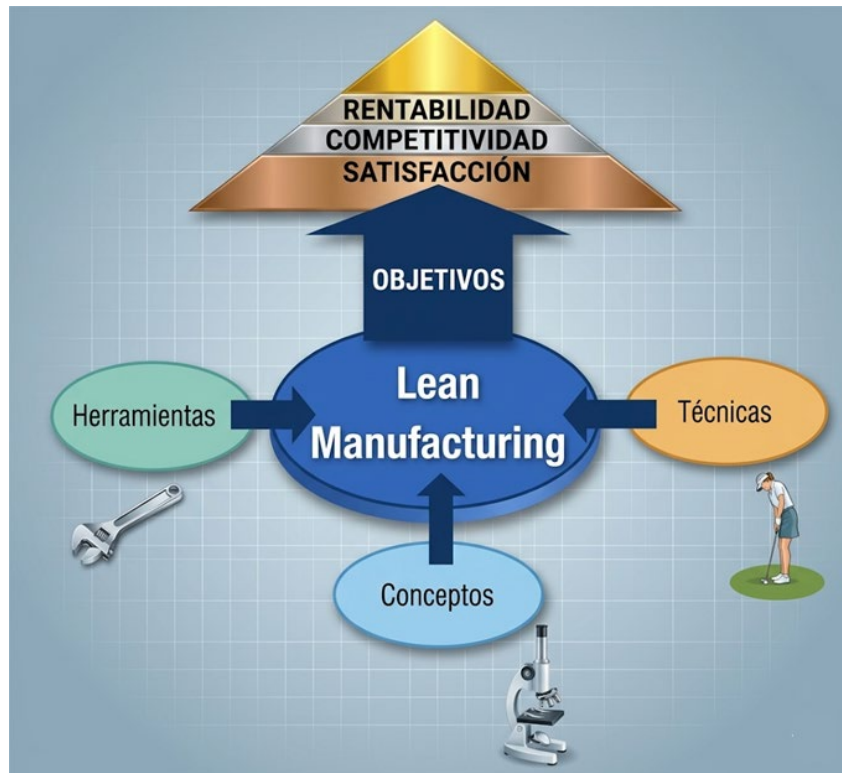 RENTABILIDAD
COMPETITIVIDAD
SATISFACCIÓN
OBJETIVOS
Lean
Manufacturing
Herramientas
Técnicas
Conceptos